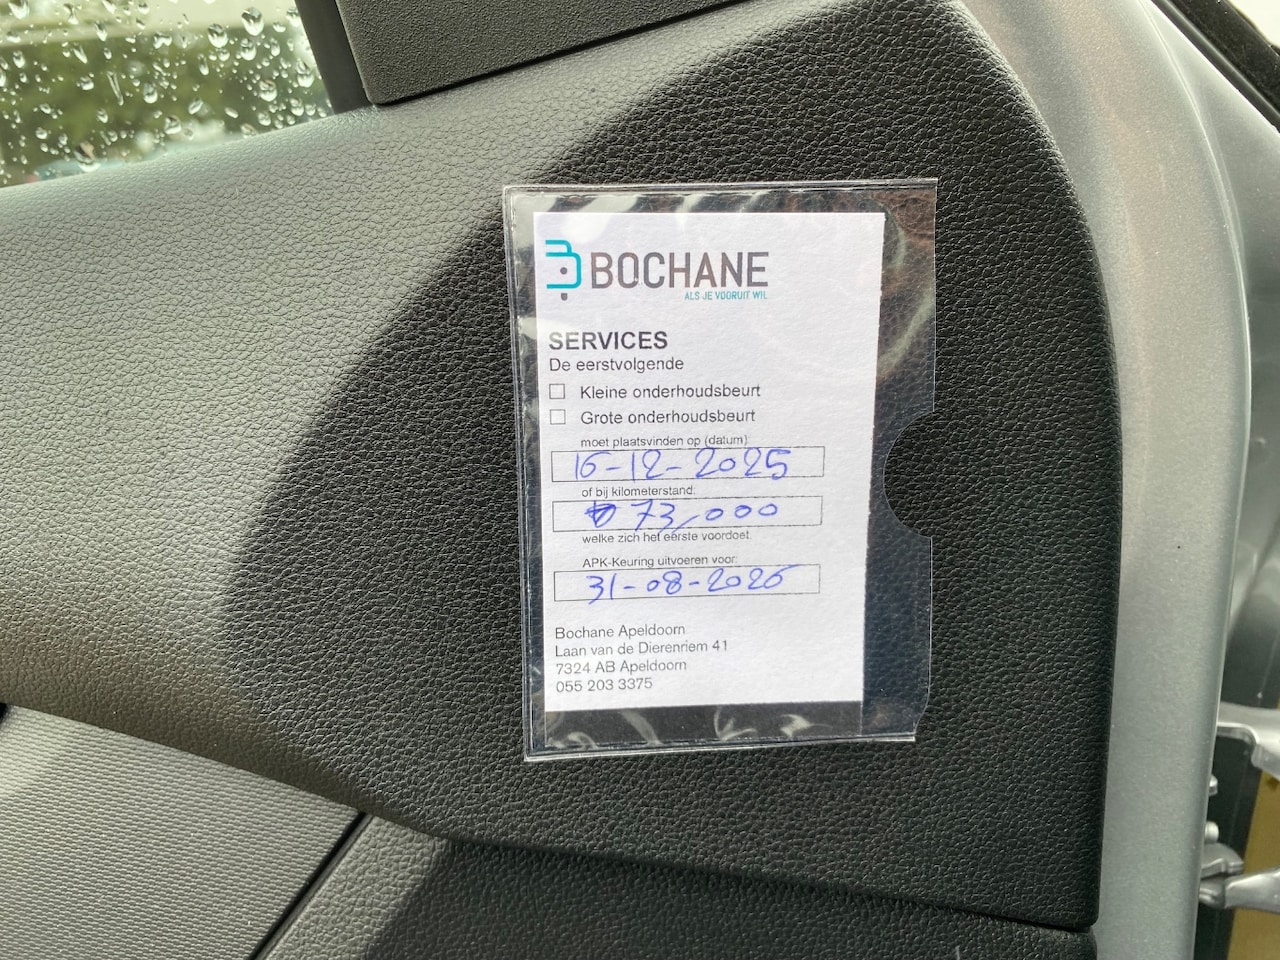 BOCHANE
ALS JE VOORUIT WIL
SERVICES
De eerstvolgende
Kleine onderhoudsbeurt
Grote onderhoudsbeurt
moet plaatsvinden op (datum)
16-12-2025
of bij kilometerstand:
73,000
welke zich het eerste voordoet
APK-Keuring uitvoeren voor:
31-08-2026
Bochane Apeldoorn
Laan van de Dierenriem 41
7324 AB Apeldoorn
055 203 3375